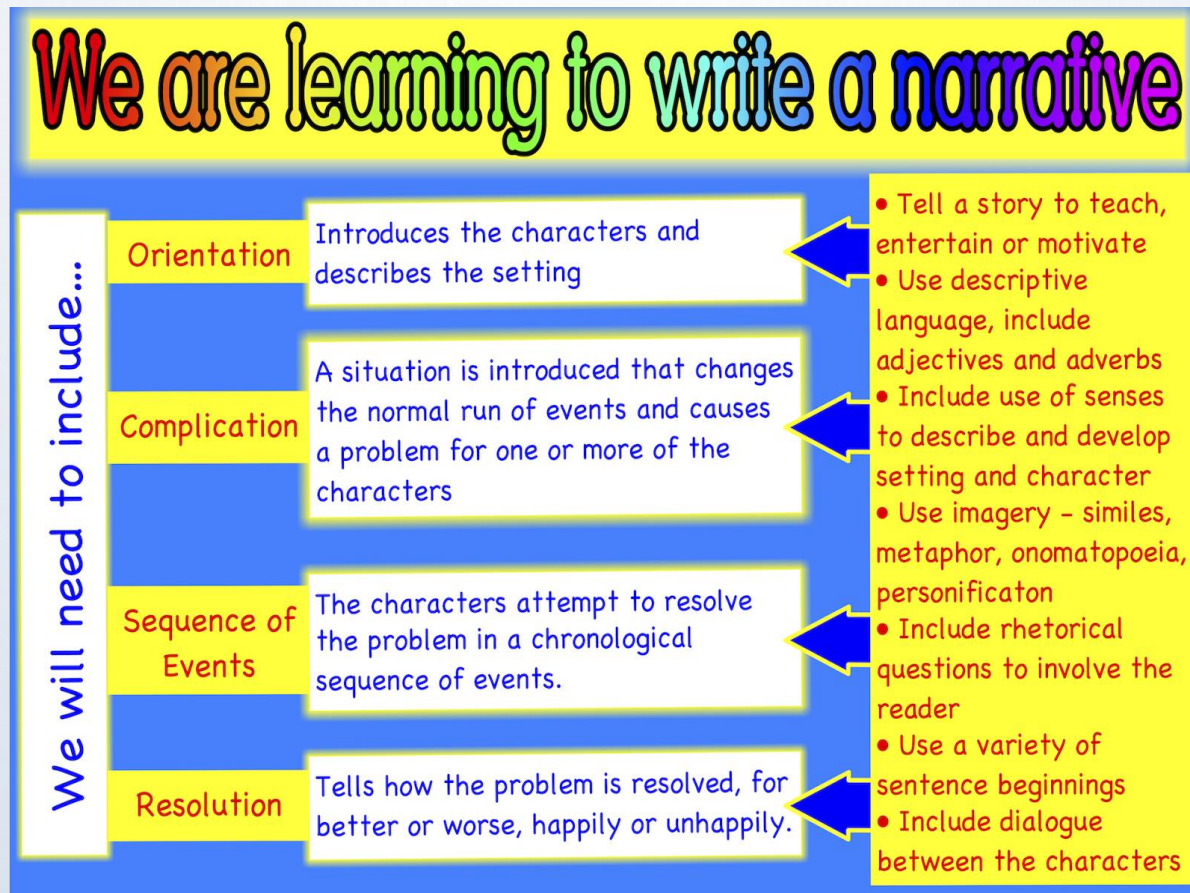 We are learning to write a narrative
We will need to include...
Orientation
Introduces the characters and
describes the setting
Complication
A situation is introduced that changes
the normal run of events and causes
a problem for one or more of the
characters
Sequence of
Events
The characters attempt to resolve
the problem in a chronological
sequence of events.
Resolution
Tells how the problem is resolved, for
better or worse, happily or unhappily.
• Tell a story to teach,
entertain or motivate
• Use descriptive
language, include
adjectives and adverbs
• Include use of senses
to describe and develop
setting and character
• Use imagery - similes,
metaphor, onomatopoeia,
personificaton
• Include rhetorical
questions to involve the
reader
• Use a variety of
sentence beginnings
• Include dialogue
between the characters